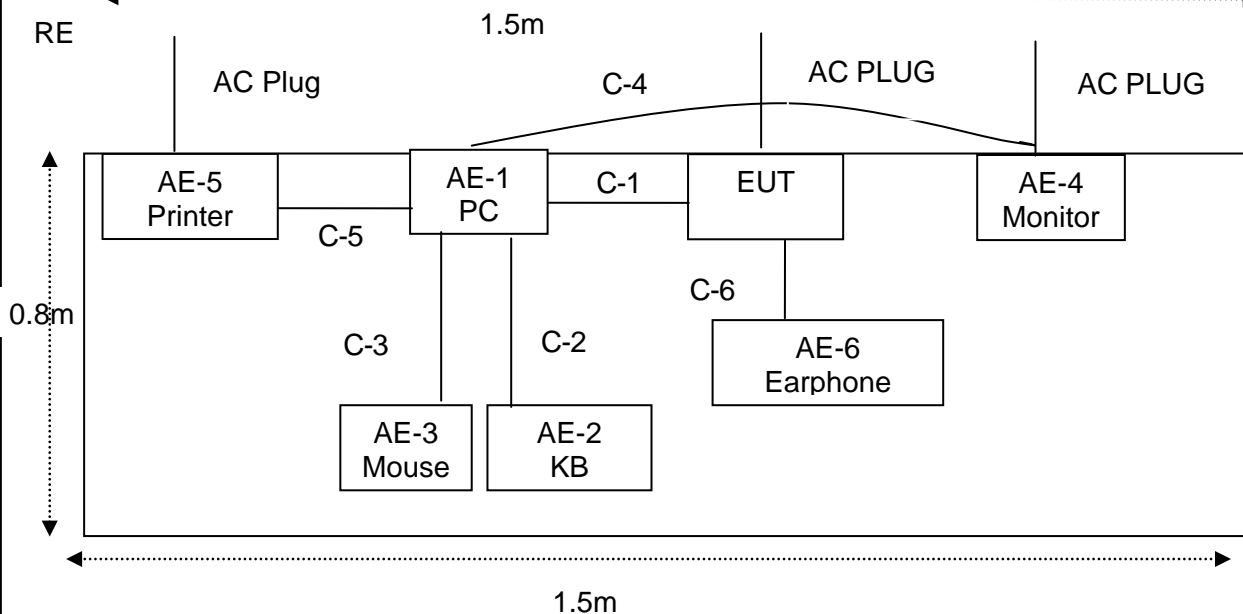 1.5m
RE
AC Plug
C-4
AC PLUG
AC PLUG
AE-5
Printer
AE-1
PC
C-1
EUT
AE-4
Monitor
C-5
C-6
0.8m
C-3
C-2
AE-6
Earphone
AE-3
Mouse
AE-2
KB
1.5m